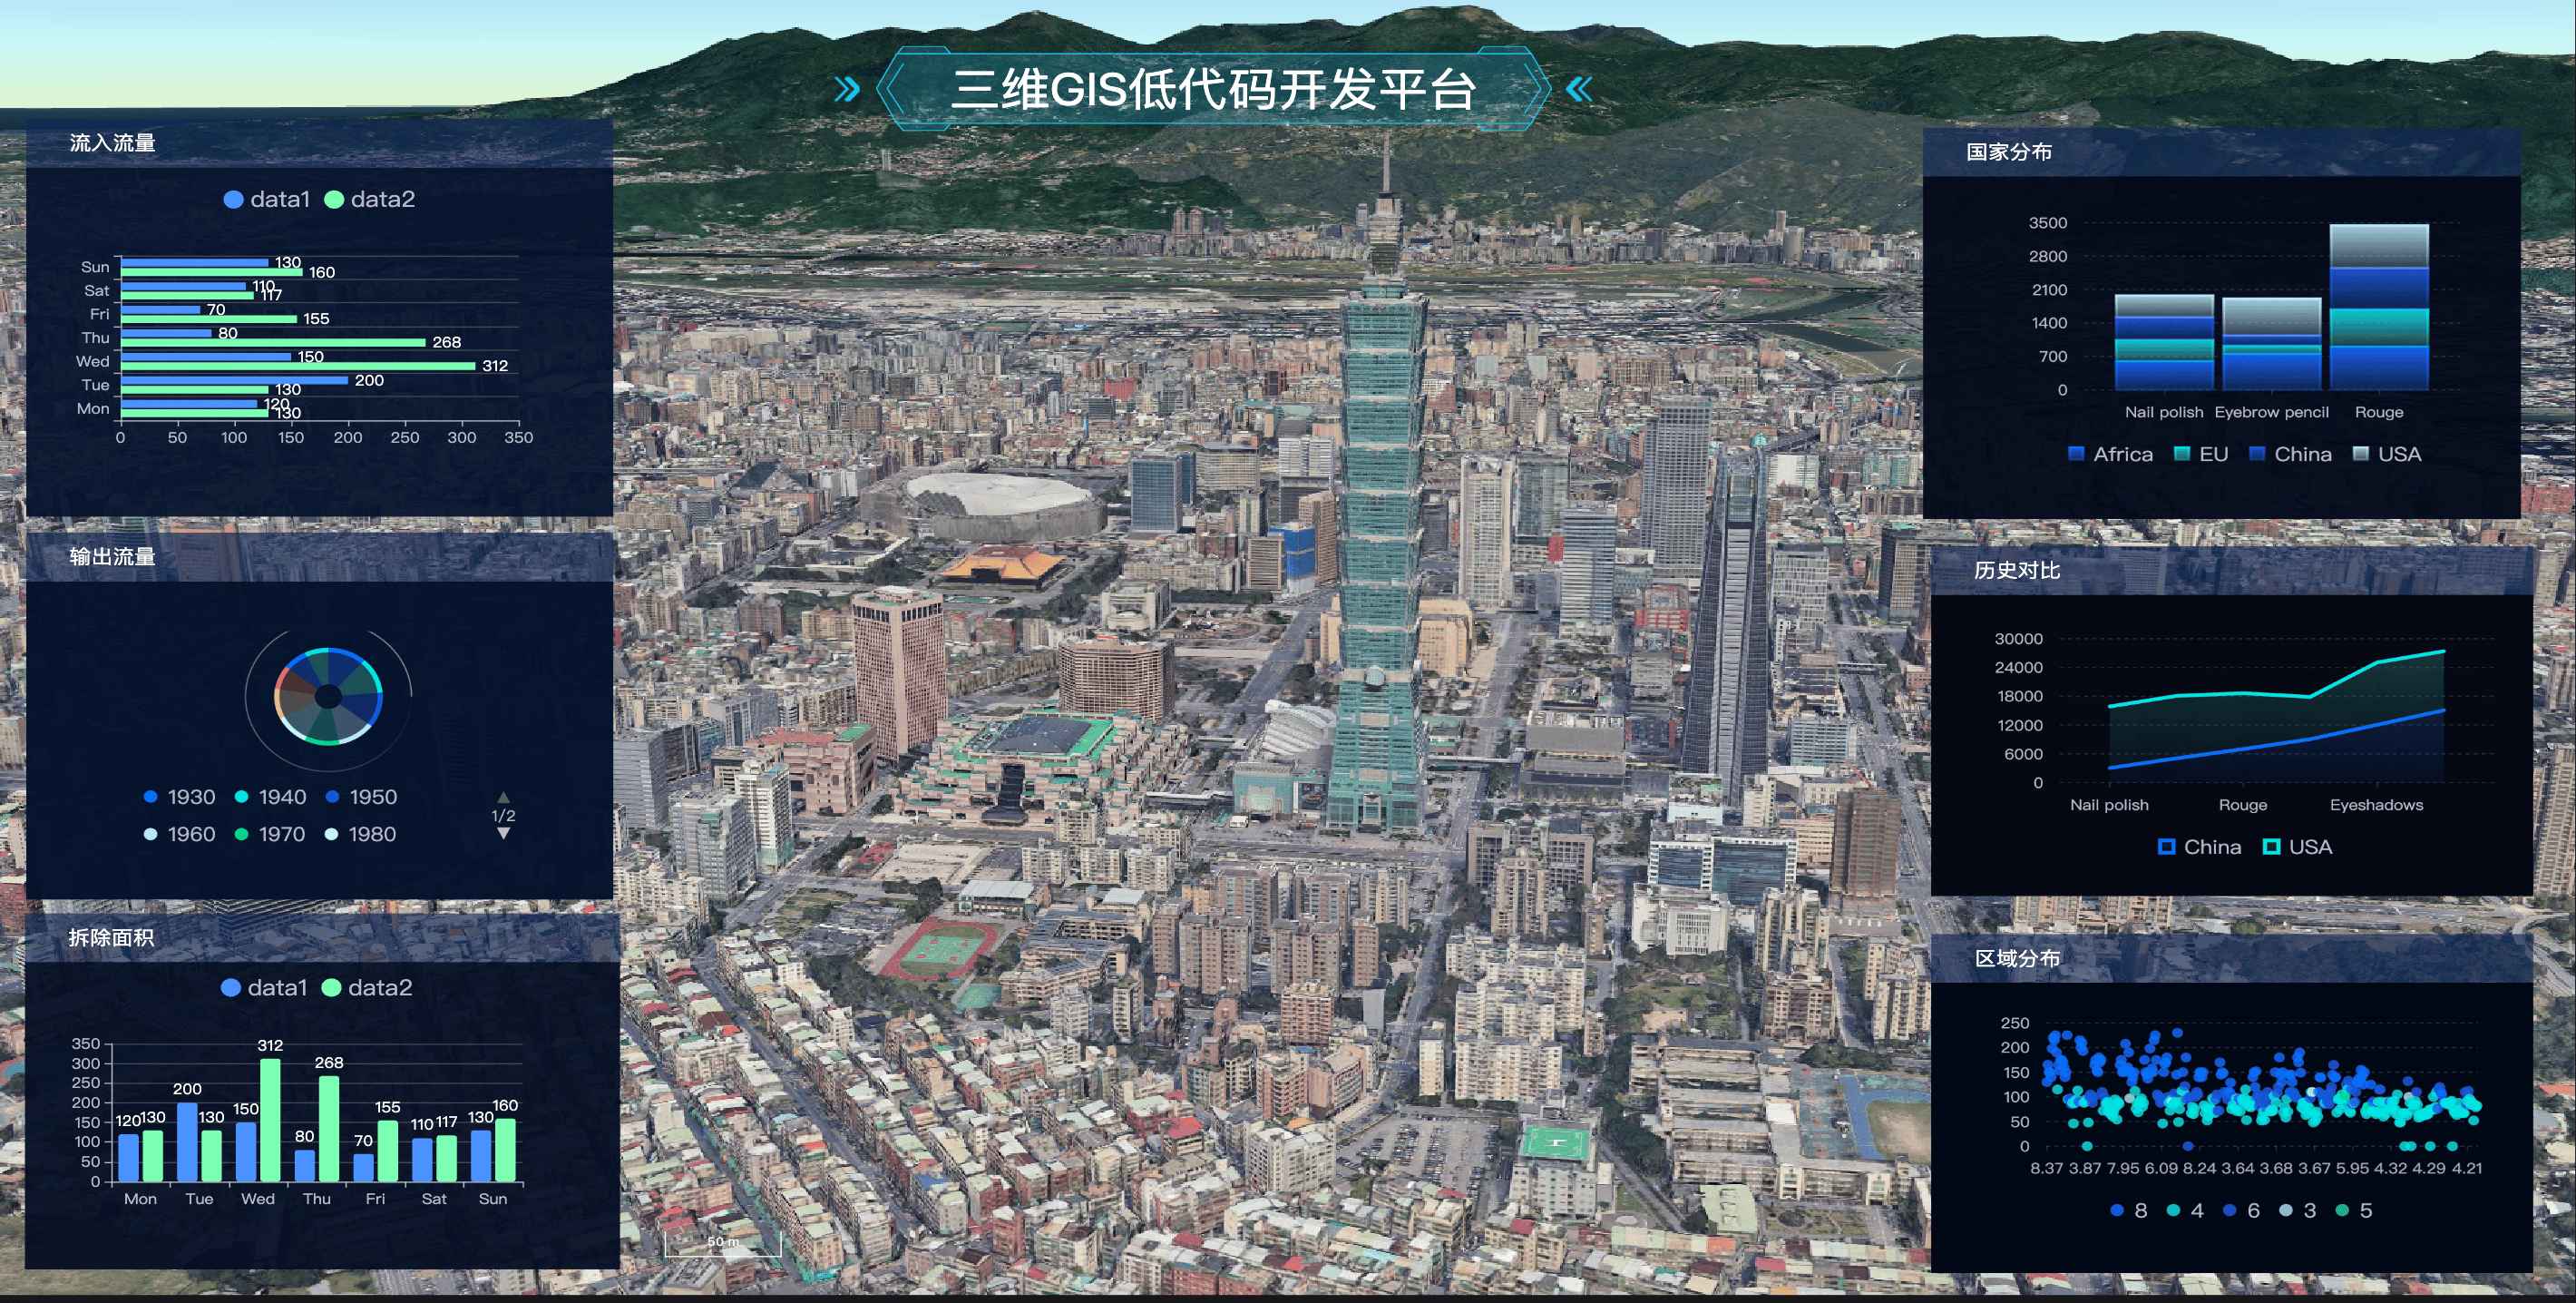 三维GIS低代码开发平台
流入流量
data1 data2
Sun 130 160
Sat 110 117
Fri 70 155
Thu 80 268
Wed 150 312
Tue 200 130
Mon 120 130
0 50 100 150 200 250 300 350
输出流量
1930 1940 1950
1960 1970 1980
1/2
拆除面积
data1 data2
350
300
250
200
150
100
50
0
120 130 200 130 150 312 80 268 70 155 110 117 130 160
Mon Tue Wed Thu Fri Sat Sun
50 m
国家分布
3500
2800
2100
1400
700
0
Nail polish Eyebrow pencil Rouge
Africa EU China USA
历史对比
30000
24000
18000
12000
6000
0
Nail polish Rouge Eyeshadows
China USA
区域分布
250
200
150
100
50
0
8.37 3.87 7.95 6.09 8.24 3.64 3.68 3.67 5.95 4.32 4.29 4.21
8 4 6 3 5